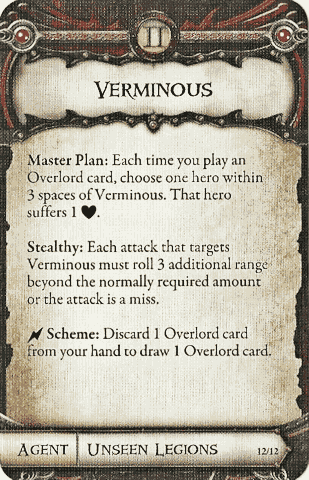 II
VERMINOUS
Master Plan: Each time you play an
Overlord card, choose one hero within
3 spaces of Verminous. That hero
suffers 1 ♥.
Stealthy: Each attack that targets
Verminous must roll 3 additional range
beyond the normally required amount
or the attack is a miss.
Scheme: Discard 1 Overlord card
from your hand to draw 1 Overlord card.
AGENT UNSEEN LEGIONS 12/12